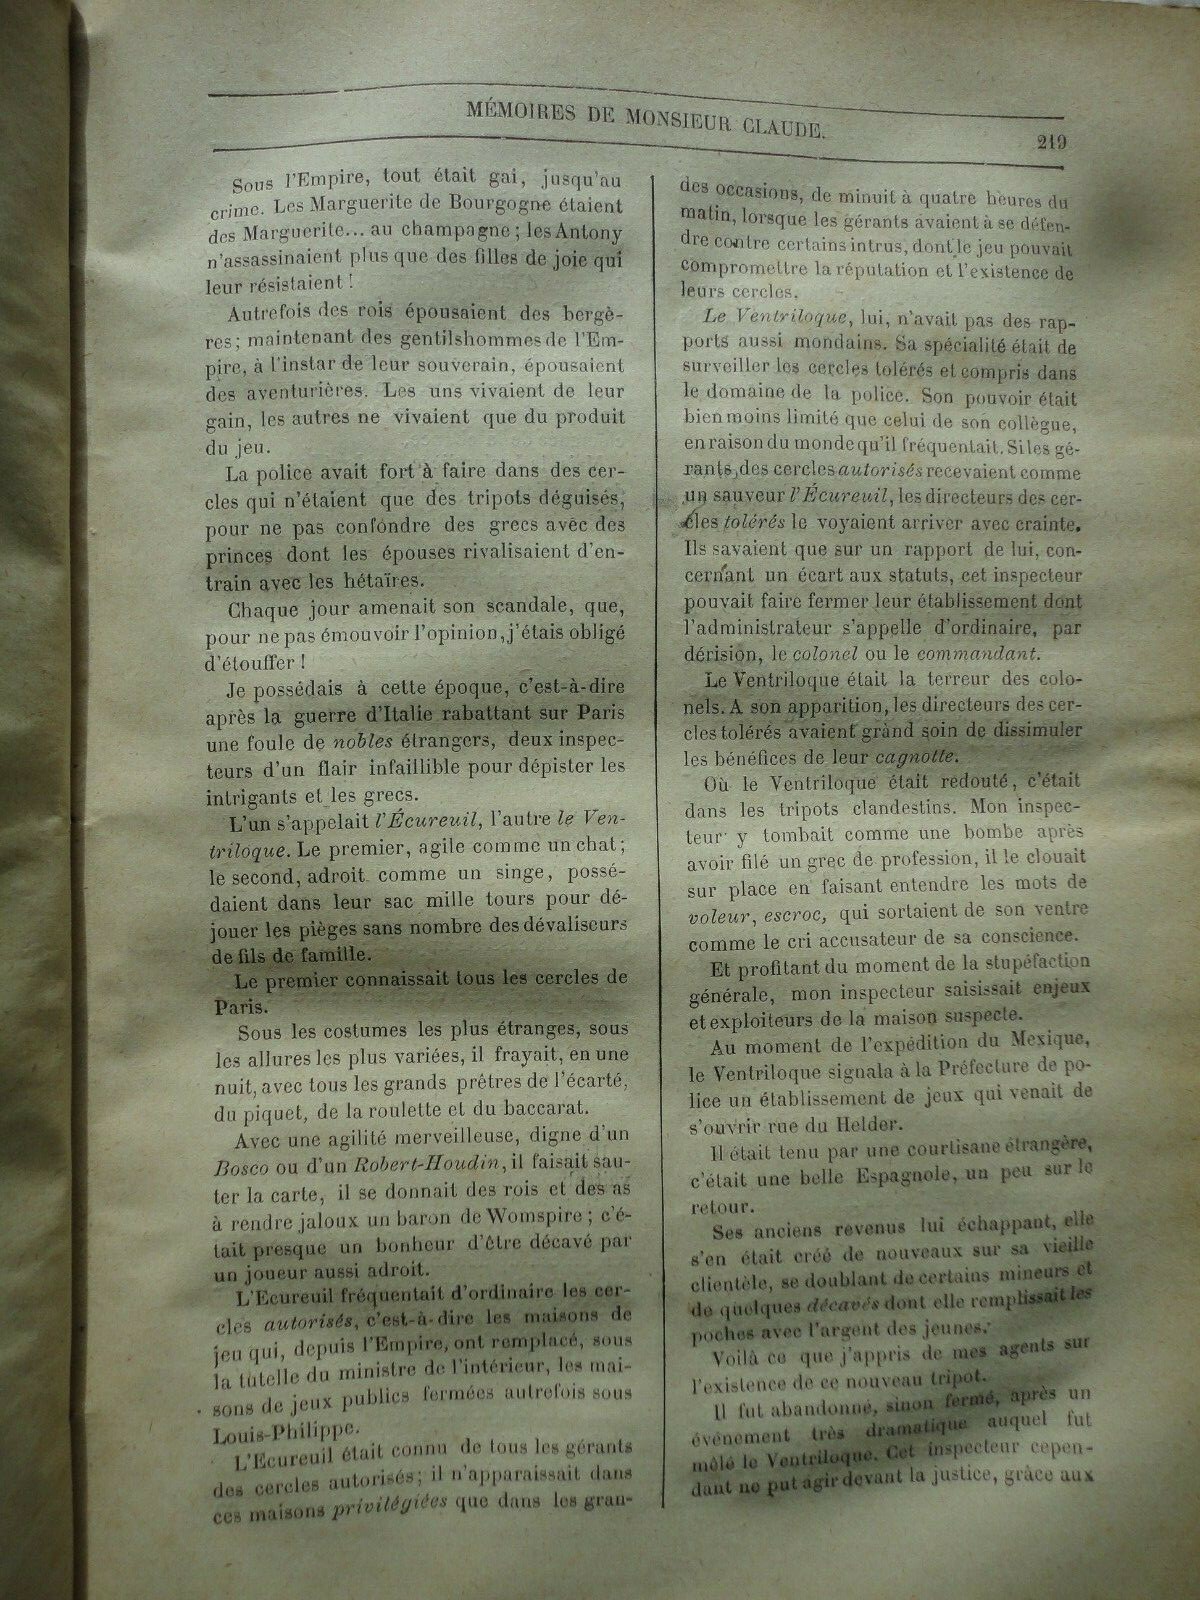 MÉMOIRES DE MONSIEUR CLAUDE.
219
Sous l'Empire, tout était gai, jusqu'au
crime. Les Marguerite de Bourgogne étaient
des Marguerite... au champagne ; les Antony
n'assassinaient plus que des filles de joie qui
leur résistaient !
Autrefois des rois épousaient des bergè-
res ; maintenant des gentilshommes de l'Em-
pire, à l'instar de leur souverain, épousaient
des aventurières. Les uns vivaient de leur
gain, les autres ne vivaient que du produit
du jeu.
La police avait fort à faire dans des cer-
cles qui n'étaient que des tripots déguisés,
pour ne pas confondre des grecs avec des
princes dont les épouses rivalisaient d'en-
train avec les hétaïres.
Chaque jour amenait son scandale, que,
pour ne pas émouvoir l'opinion, j'étais obligé
d'étouffer !
Je possédais à cette époque, c'est-à-dire
après la guerre d'Italie rabattant sur Paris
une foule de nobles étrangers, deux inspec-
teurs d'un flair infaillible pour dépister les
intrigants et les grecs.
L'un s'appelait l'Écureuil, l'autre le Ven-
triloque. Le premier, agile comme un chat ;
le second, adroit comme un singe, possé-
daient dans leur sac mille tours pour dé-
jouer les pièges sans nombre des dévaliseurs
de fils de famille.
Le premier connaissait tous les cercles de
Paris.
Sous les costumes les plus étranges, sous
les allures les plus variées, il frayait, en une
nuit, avec tous les grands prêtres de l'écarté,
du piquet, de la roulette et du baccarat.
Avec une agilité merveilleuse, digne d'un
Bosco ou d'un Robert-Houdin, il faisait sau-
ter la carte, il se donnait des rois et des as
à rendre jaloux un baron de Womspire ; c'é-
tait presque un bonheur d'être décavé par
un joueur aussi adroit.
L'Ecureuil fréquentait d'ordinaire les cer-
cles autorisés, c'est-à-dire les maisons de
jeu qui, depuis l'Empire, ont remplacé, sous
la tutelle du ministre de l'intérieur, les mai-
sons de jeux publics fermées autrefois sous
Louis-Philippe.
L'Ecureuil était connu de tous les gérants
des cercles autorisés ; il n'apparaissait dans
ces maisons privilégiées que dans les gran-
des occasions, de minuit à quatre heures du
matin, lorsque les gérants avaient à se défen-
dre contre certains intrus, dont le jeu pouvait
compromettre la réputation et l'existence de
leurs cercles.
Le Ventriloque, lui, n'avait pas des rap-
ports aussi mondains. Sa spécialité était de
surveiller les cercles tolérés et compris dans
le domaine de la police. Son pouvoir était
bien moins limité que celui de son collègue,
en raison du monde qu'il fréquentait. Si les gé-
rants des cercles autorisés recevaient comme
un sauveur l'Écureuil, les directeurs des cer-
cles tolérés le voyaient arriver avec crainte.
Ils savaient que sur un rapport de lui, con-
cernant un écart aux statuts, cet inspecteur
pouvait faire fermer leur établissement dont
l'administrateur s'appelle d'ordinaire, par
dérision, le colonel ou le commandant.
Le Ventriloque était la terreur des colo-
nels. A son apparition, les directeurs des cer-
cles tolérés avaient grand soin de dissimuler
les bénéfices de leur cagnotte.
Où le Ventriloque était redouté, c'était
dans les tripots clandestins. Mon inspec-
teur y tombait comme une bombe après
avoir filé un grec de profession, il le clouait
sur place en faisant entendre les mots de
voleur, escroc, qui sortaient de son ventre
comme le cri accusateur de sa conscience.
Et profitant du moment de la stupéfaction
générale, mon inspecteur saisissait enjeux
et exploiteurs de la maison suspecte.
Au moment de l'expédition du Mexique,
le Ventriloque signala à la Préfecture de po-
lice un établissement de jeux qui venait de
s'ouvrir rue du Helder.
Il était tenu par une courtisane étrangère,
c'était une belle Espagnole, un peu sur le
retour.
Ses anciens revenus lui échappant, elle
s'en était créé de nouveaux sur sa vieille
clientèle, se doublant de certains mineurs et
de quelques décavés dont elle remplissait les
poches avec l'argent des jeunes.
Voilà ce que j'appris de mes agents sur
l'existence de ce nouveau tripot.
Il fut abandonné, sinon fermé, après un
événement très dramatique auquel fut
mêlé le Ventriloque. Cet inspecteur cepen-
dant ne put agir devant la justice, grâce aux